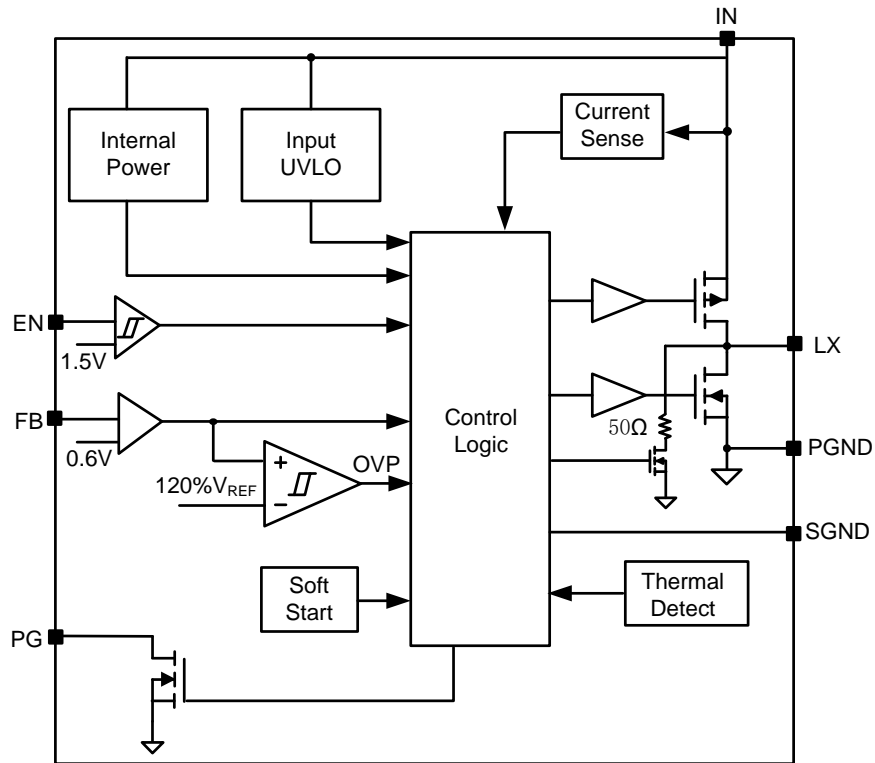 IN
Internal
Power
Input
UVLO
Current
Sense
EN
1.5V
LX
FB
0.6V
Control
Logic
50Ω
PGND
+
OVP
120%VREF
−
SGND
Soft
Start
Thermal
Detect
PG